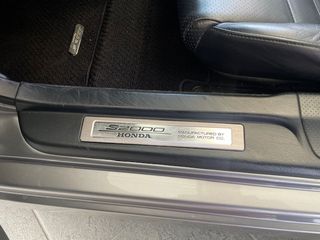 S2000
HONDA
MANUFACTURED BY
HONDA MOTOR CO.